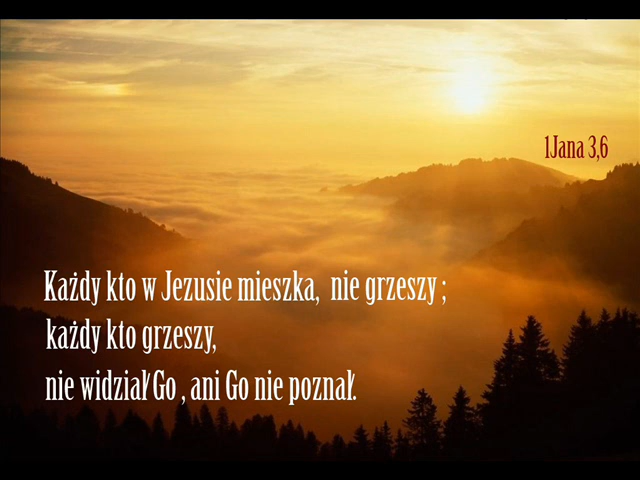 1Jana 3,6
Każdy kto w Jezusie mieszka, nie grzeszy ;
każdy kto grzeszy,
nie widział Go , ani Go nie poznał.